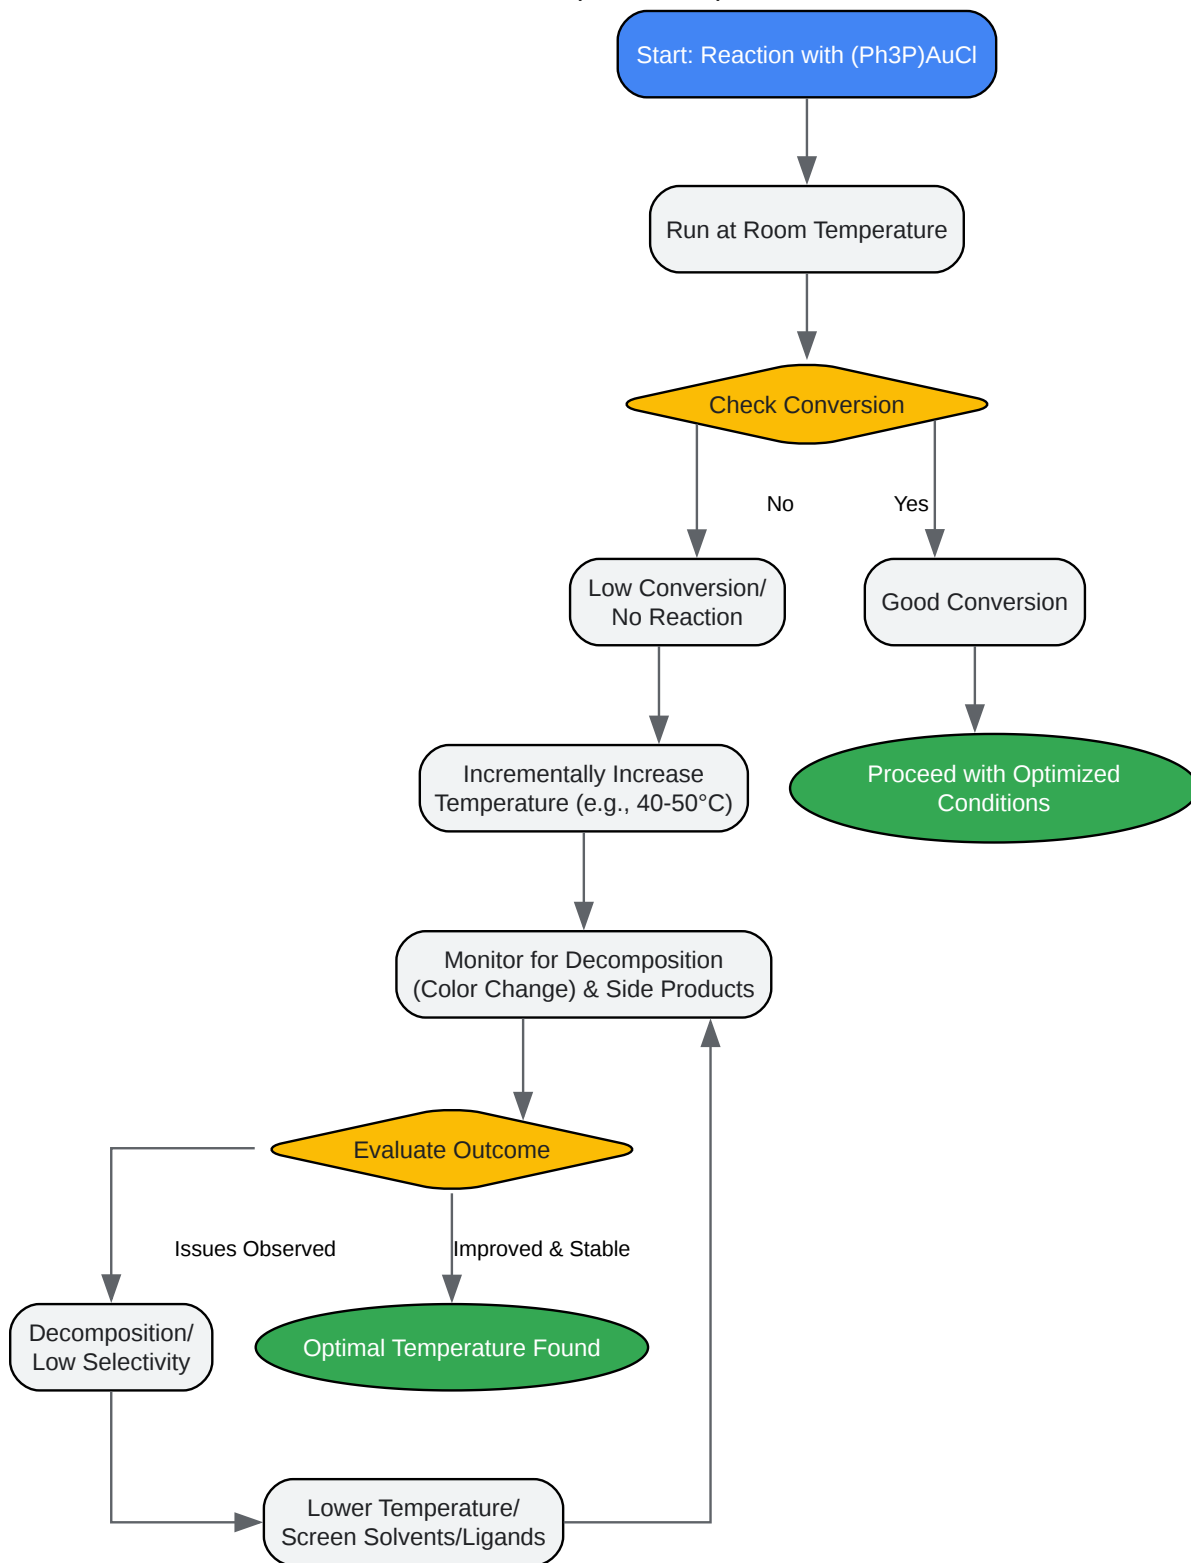 Start: Reaction with (Ph3P)AuCl
Run at Room Temperature
Check Conversion
No
Yes
Low Conversion/
No Reaction
Good Conversion
Incrementally Increase
Temperature (e.g., 40-50°C)
Proceed with Optimized
Conditions
Monitor for Decomposition
(Color Change) & Side Products
Evaluate Outcome
Issues Observed
Improved & Stable
Decomposition/
Low Selectivity
Optimal Temperature Found
Lower Temperature/
Screen Solvents/Ligands